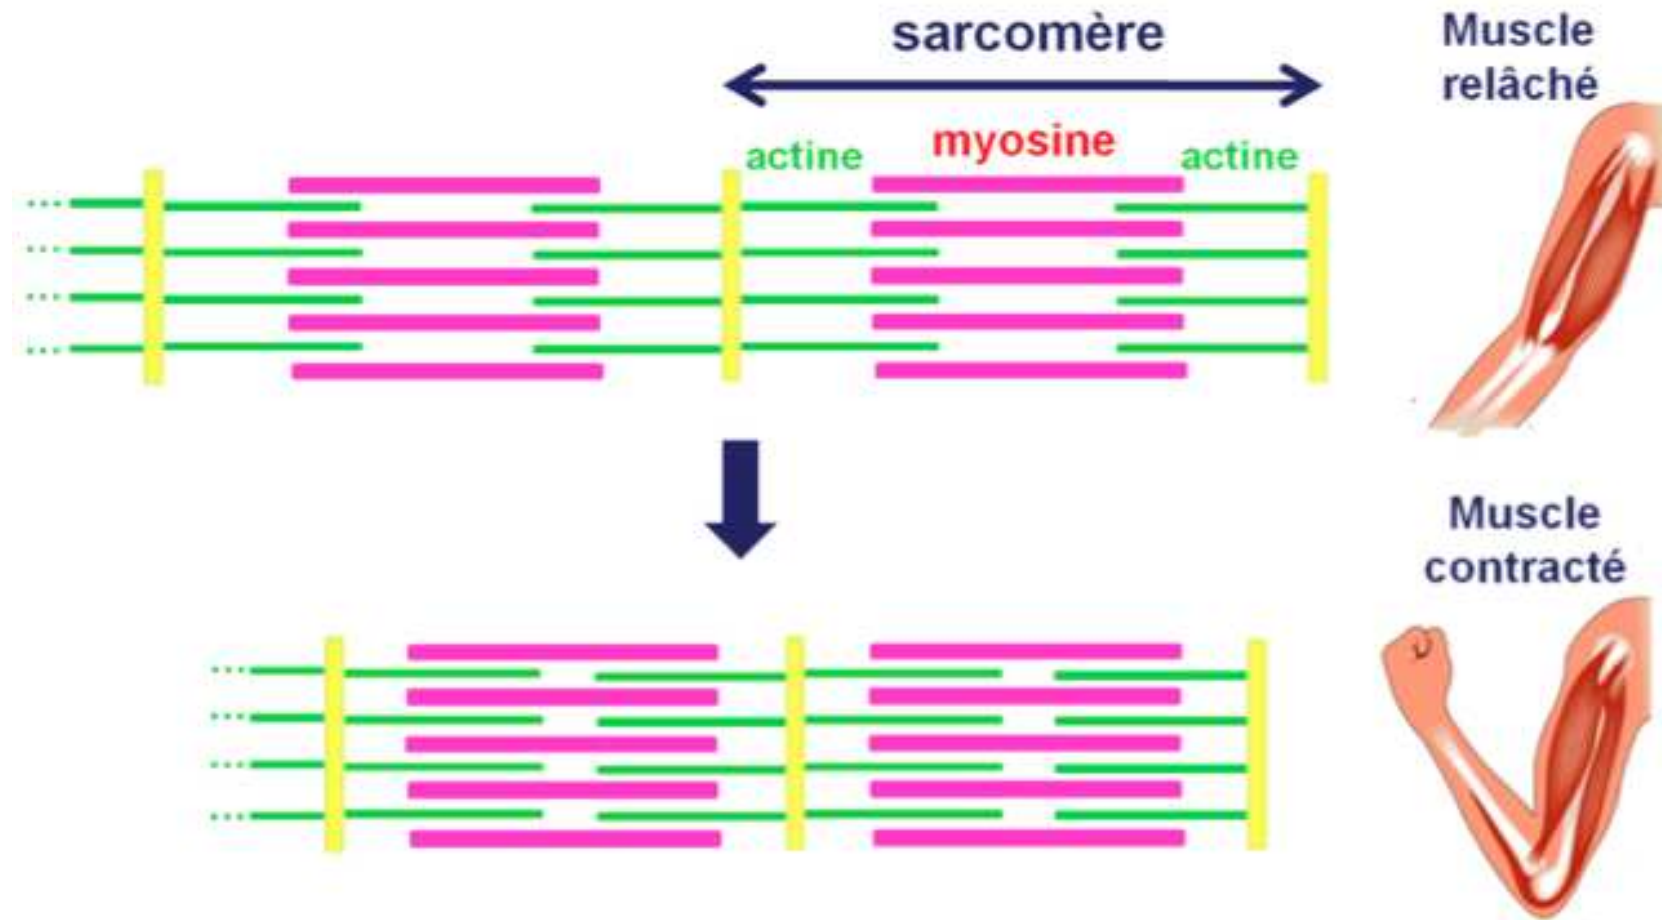 sarcomère
Muscle
relâché
actine
myosine
actine
Muscle
contracté